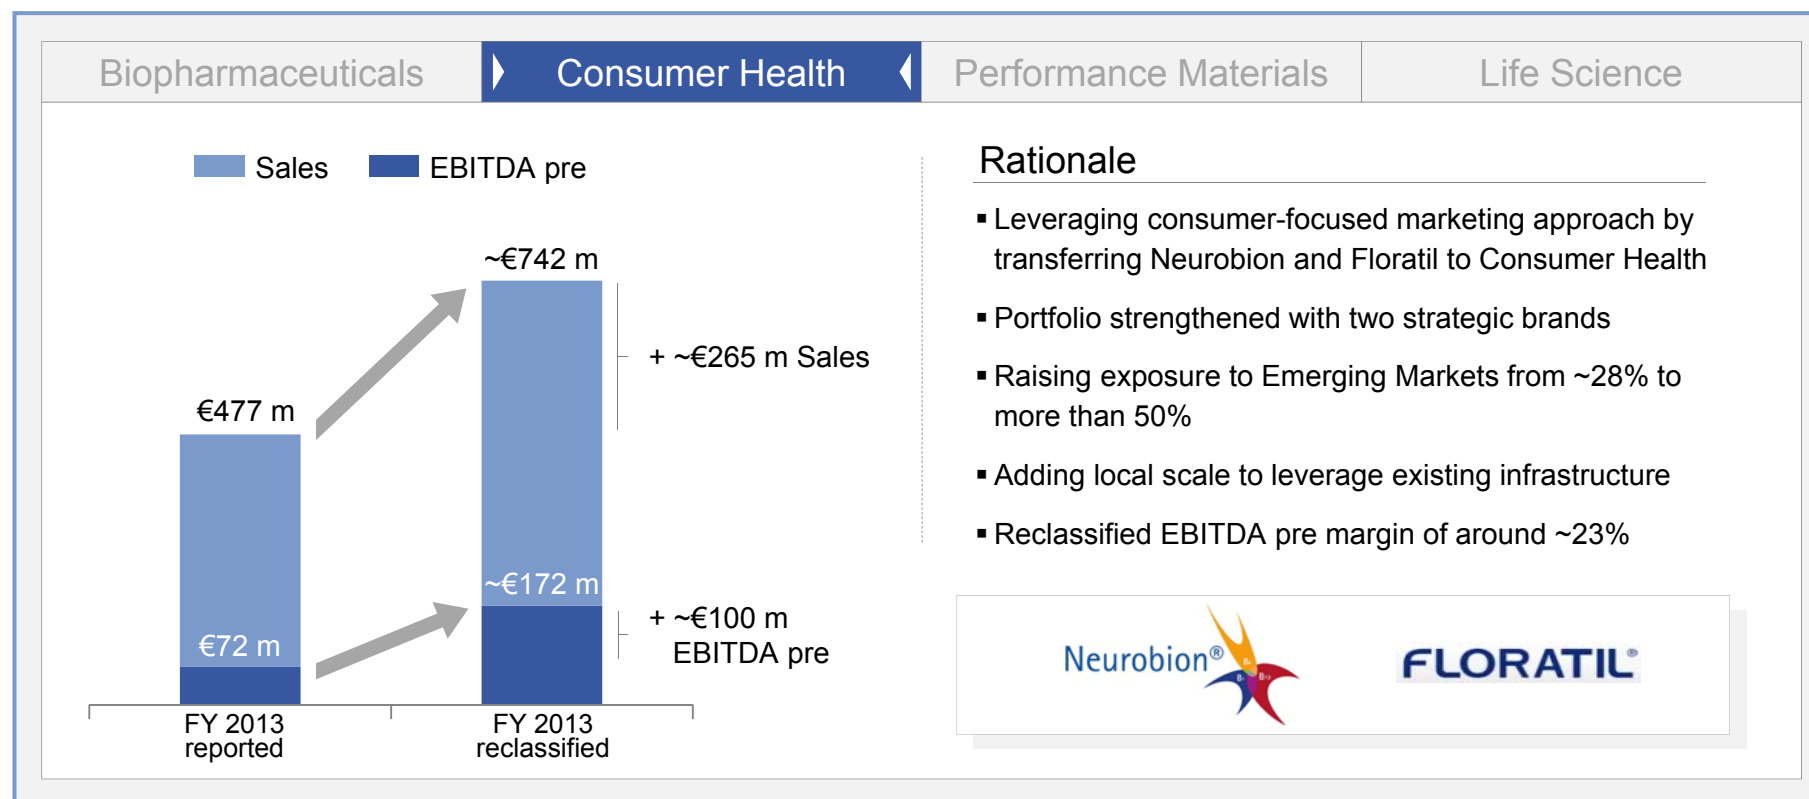 Biopharmaceuticals
Consumer Health
Performance Materials
Life Science
Sales
EBITDA pre
~€742 m
+ ~€265 m Sales
€477 m
~€172 m
+ ~€100 m
EBITDA pre
€72 m
FY 2013
reported
FY 2013
reclassified
Rationale
▪ Leveraging consumer-focused marketing approach by
transferring Neurobion and Floratil to Consumer Health
▪ Portfolio strengthened with two strategic brands
▪ Raising exposure to Emerging Markets from ~28% to
more than 50%
▪ Adding local scale to leverage existing infrastructure
▪ Reclassified EBITDA pre margin of around ~23%
Neurobion®
FLORATIL®